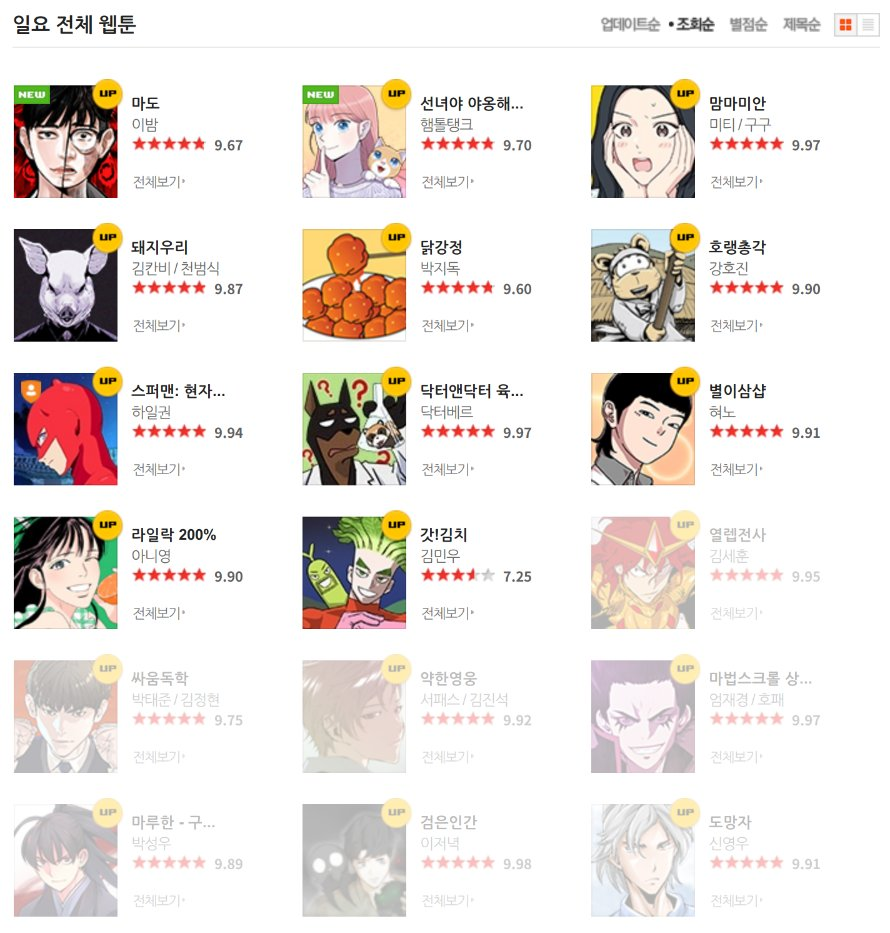 일요 전체 웹툰
업데이트순 • 조회순 별점순 제목순
NEW UP
마도
이밤
9.67
전체보기
NEW UP
선녀야 야옹해...
햄톨탱크
9.70
전체보기
UP
맘마미안
미티 / 구구
9.97
전체보기
UP
돼지우리
김칸비 / 천범식
9.87
전체보기
UP
닭강정
박지독
9.60
전체보기
UP
호랭총각
강호진
9.90
전체보기
UP
스퍼맨: 현자...
하일권
9.94
전체보기
UP
닥터앤닥터 육...
닥터베르
9.97
전체보기
UP
별이삼샵
혀노
9.91
전체보기
UP
라일락 200%
아니영
9.90
전체보기
UP
갓!김치
김민우
7.25
전체보기
UP
열렙전사
김세훈
9.95
전체보기
UP
싸움독학
박태준 / 김정현
9.75
전체보기
UP
약한영웅
서패스 / 김진석
9.92
전체보기
UP
마법스크롤 상...
엄재경 / 호패
9.97
전체보기
UP
마루한 - 구...
박성우
9.89
전체보기
UP
검은인간
이저녁
9.98
전체보기
UP
도망자
신영우
9.91
전체보기